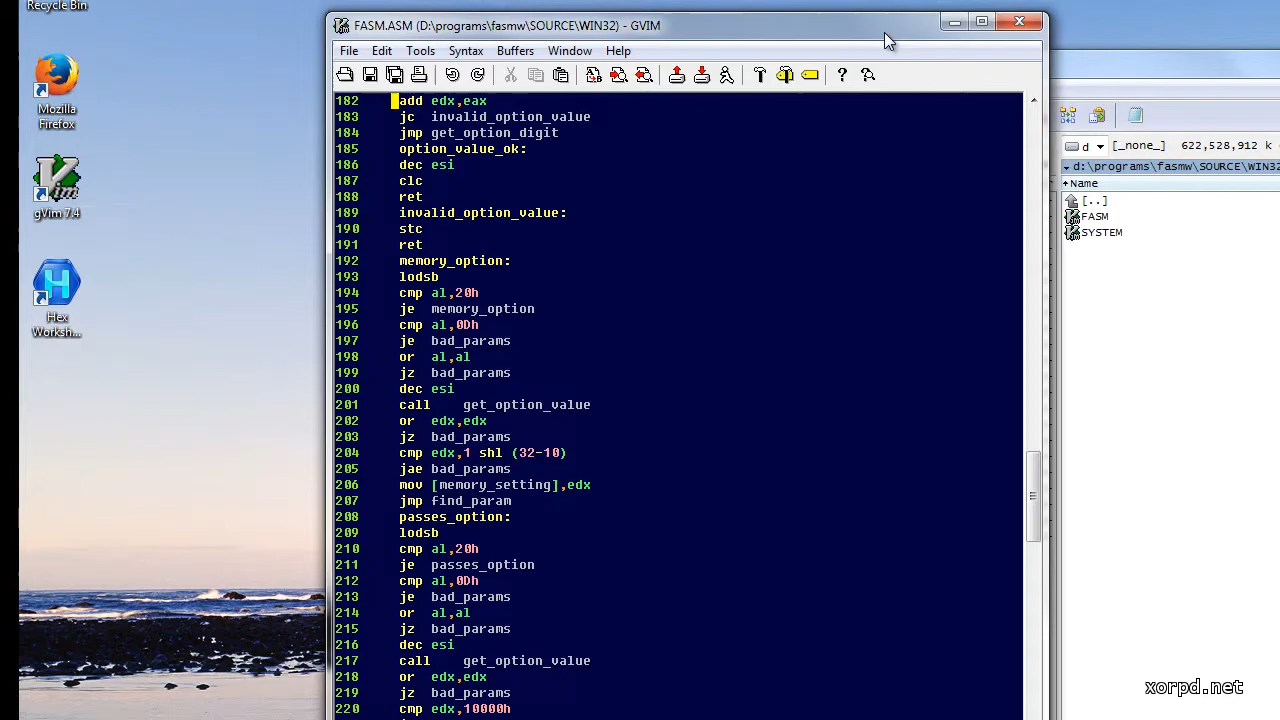 Recycle Bin
Mozilla
Firefox
gVim 7.4
Hex
Worksh...
FASM.ASM (D:\programs\fasmw\SOURCE\WIN32) - GVIM
File Edit Tools Syntax Buffers Window Help
182 add edx,eax
183 jc invalid_option_value
184 jmp get_option_digit
185 option_value_ok:
186 dec esi
187 clc
188 ret
189 invalid_option_value:
190 stc
191 ret
192 memory_option:
193 lodsb
194 cmp al,20h
195 je memory_option
196 cmp al,0Dh
197 je bad_params
198 or al,al
199 jz bad_params
200 dec esi
201 call get_option_value
202 or edx,edx
203 jz bad_params
204 cmp edx,1 shl (32-10)
205 jae bad_params
206 mov [memory_setting],edx
207 jmp find_param
208 passes_option:
209 lodsb
210 cmp al,20h
211 je passes_option
212 cmp al,0Dh
213 je bad_params
214 or al,al
215 jz bad_params
216 dec esi
217 call get_option_value
218 or edx,edx
219 jz bad_params
220 cmp edx,10000h
d [_none_] 622,528,912 k
d:\programs\fasmw\SOURCE\WIN32
Name
[..]
FASM
SYSTEM
xorpd.net